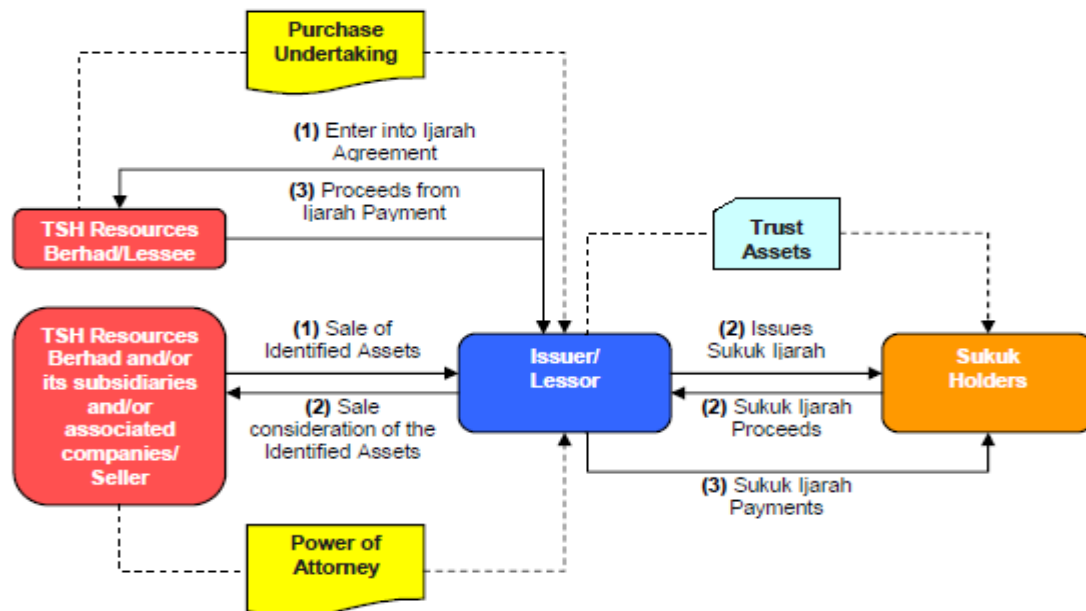 Purchase
Undertaking
(1) Enter into Ijarah
Agreement
(3) Proceeds from
Ijarah Payment
TSH Resources
Berhad/Lessee
Trust
Assets
TSH Resources
Berhad and/or
its subsidiaries
and/or
associated
companies/
Seller
(1) Sale of
Identified Assets
(2) Sale
consideration of the
Identified Assets
Issuer/
Lessor
(2) Issues
Sukuk Ijarah
(2) Sukuk Ijarah
Proceeds
Sukuk
Holders
(3) Sukuk Ijarah
Payments
Power of
Attorney